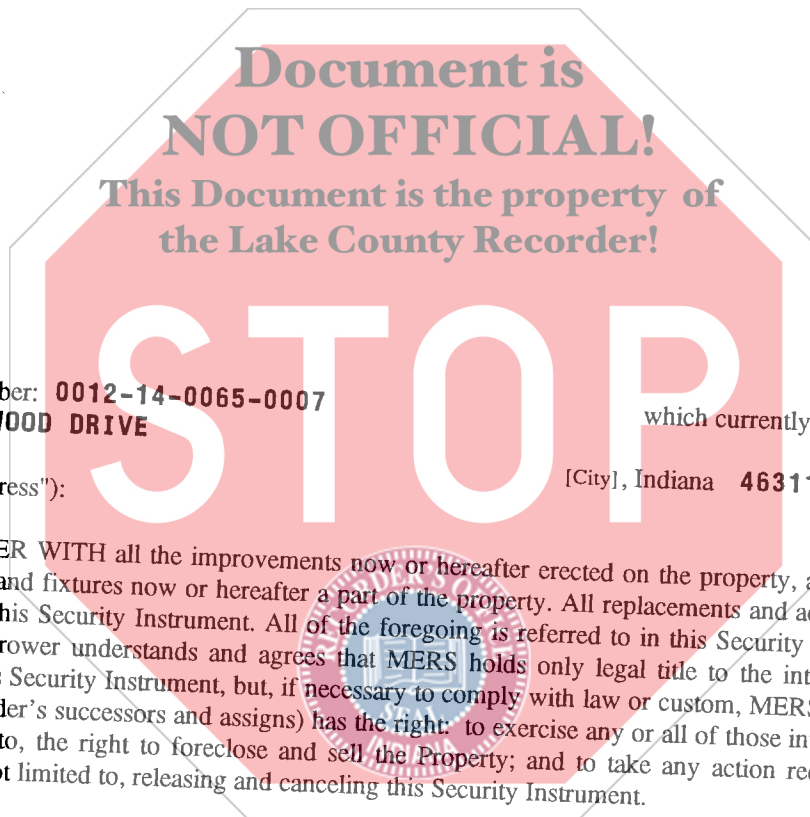 Document is
NOT OFFICIAL!
This Document is the property of
the Lake County Recorder!
STOP
ber: 0012-14-0065-0007
WOOD DRIVE
which currently
ress"):
[City], Indiana 4631
ER WITH all the improvements now or hereafter erected on the property, a
and fixtures now or hereafter a part of the property. All replacements and ad
his Security Instrument. All of the foregoing is referred to in this Security
rower understands and agrees that MERS holds only legal title to the int
Security Instrument, but, if necessary to comply with law or custom, MERS
der's successors and assigns) has the right: to exercise any or all of those in
to, the right to foreclose and sell the Property; and to take any action re
ot limited to, releasing and canceling this Security Instrument.
RECORDER'S
SEAL
INDIANA